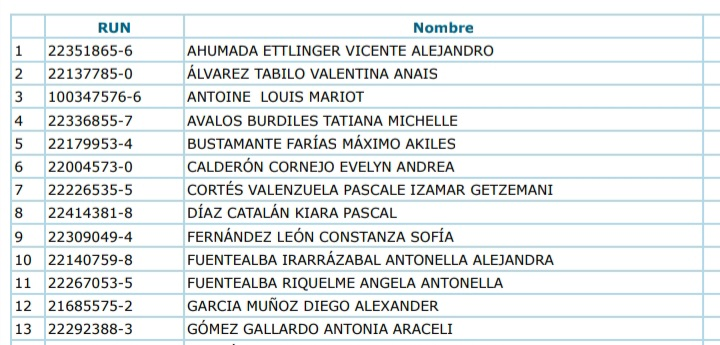 RUN Nombre
1 22351865-6 AHUMADA ETTLINGER VICENTE ALEJANDRO
2 22137785-0 ÁLVAREZ TABILO VALENTINA ANAIS
3 100347576-6 ANTOINE  LOUIS MARIOT
4 22336855-7 AVALOS BURDILES TATIANA MICHELLE
5 22179953-4 BUSTAMANTE FARÍAS MÁXIMO AKILES
6 22004573-0 CALDERÓN CORNEJO EVELYN ANDREA
7 22226535-5 CORTÉS VALENZUELA PASCALE IZAMAR GETZEMANI
8 22414381-8 DÍAZ CATALÁN KIARA PASCAL
9 22309049-4 FERNÁNDEZ LEÓN CONSTANZA SOFÍA
10 22140759-8 FUENTEALBA IRARRÁZABAL ANTONELLA ALEJANDRA
11 22267053-5 FUENTEALBA RIQUELME ANGELA ANTONELLA
12 21685575-2 GARCIA MUÑOZ DIEGO ALEXANDER
13 22292388-3 GÓMEZ GALLARDO ANTONIA ARACELI